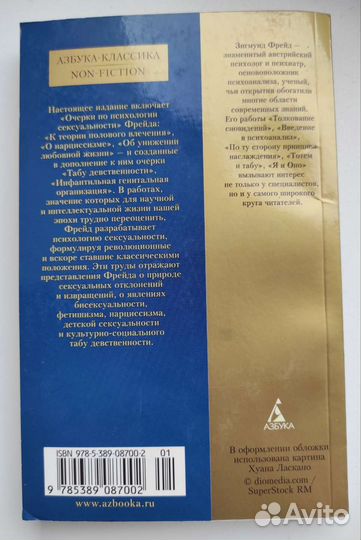 АЗБУКА-КЛАССИКА
NON-FICTION
Настоящее издание включает
«Очерки по психологии
сексуальности» Фрейда:
«К теории полового влечения»,
«О нарциссизме», «Об унижении
любовной жизни» — и созданные
в дополнение к ним очерки
«Табу девственности»,
«Инфантильная генитальная
организация». В работах,
значение которых для научной
и интеллектуальной жизни нашей
эпохи трудно переоценить,
Фрейд разрабатывает
психологию сексуальности,
формулируя революционные
и вскоре ставшие классическими
положения. Эти труды отражают
представления Фрейда о природе
сексуальных отклонений
и извращений, о явлениях
бисексуальности,
фетишизма, нарциссизма,
детской сексуальности
и культурно-социального
табу девственности.
ISBN 978-5-389-08700-2
01
9 785389 087002
www.azbooka.ru
Зигмунд Фрейд —
знаменитый австрийский
психолог и психиатр,
основоположник
психоанализа, ученый,
чьи открытия обогатили
многие области
современных знаний.
Его работы «Толкование
сновидений», «Введение
в психоанализ»,
«По ту сторону принципа
наслаждения», «Тотем
и табу», «Я и Оно»
вызывают интерес
не только у специалистов,
но и у самого широкого
круга читателей.
АЗБУКА
В оформлении обложки
использована картина
Хуана Ласкано
© diomedia.com /
SuperStock RM
Avito